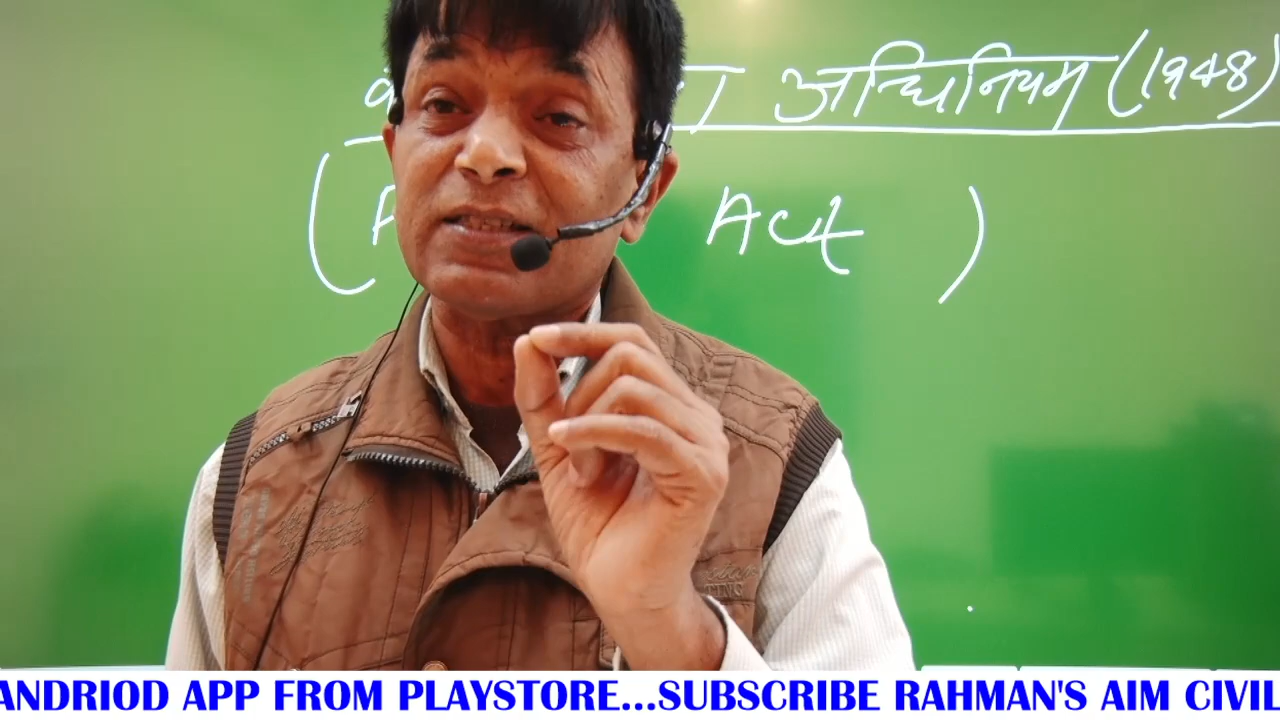 अधिनियम (1948)
( Act )
ANDRIOD APP FROM PLAYSTORE...SUBSCRIBE RAHMAN'S AIM CIVIL